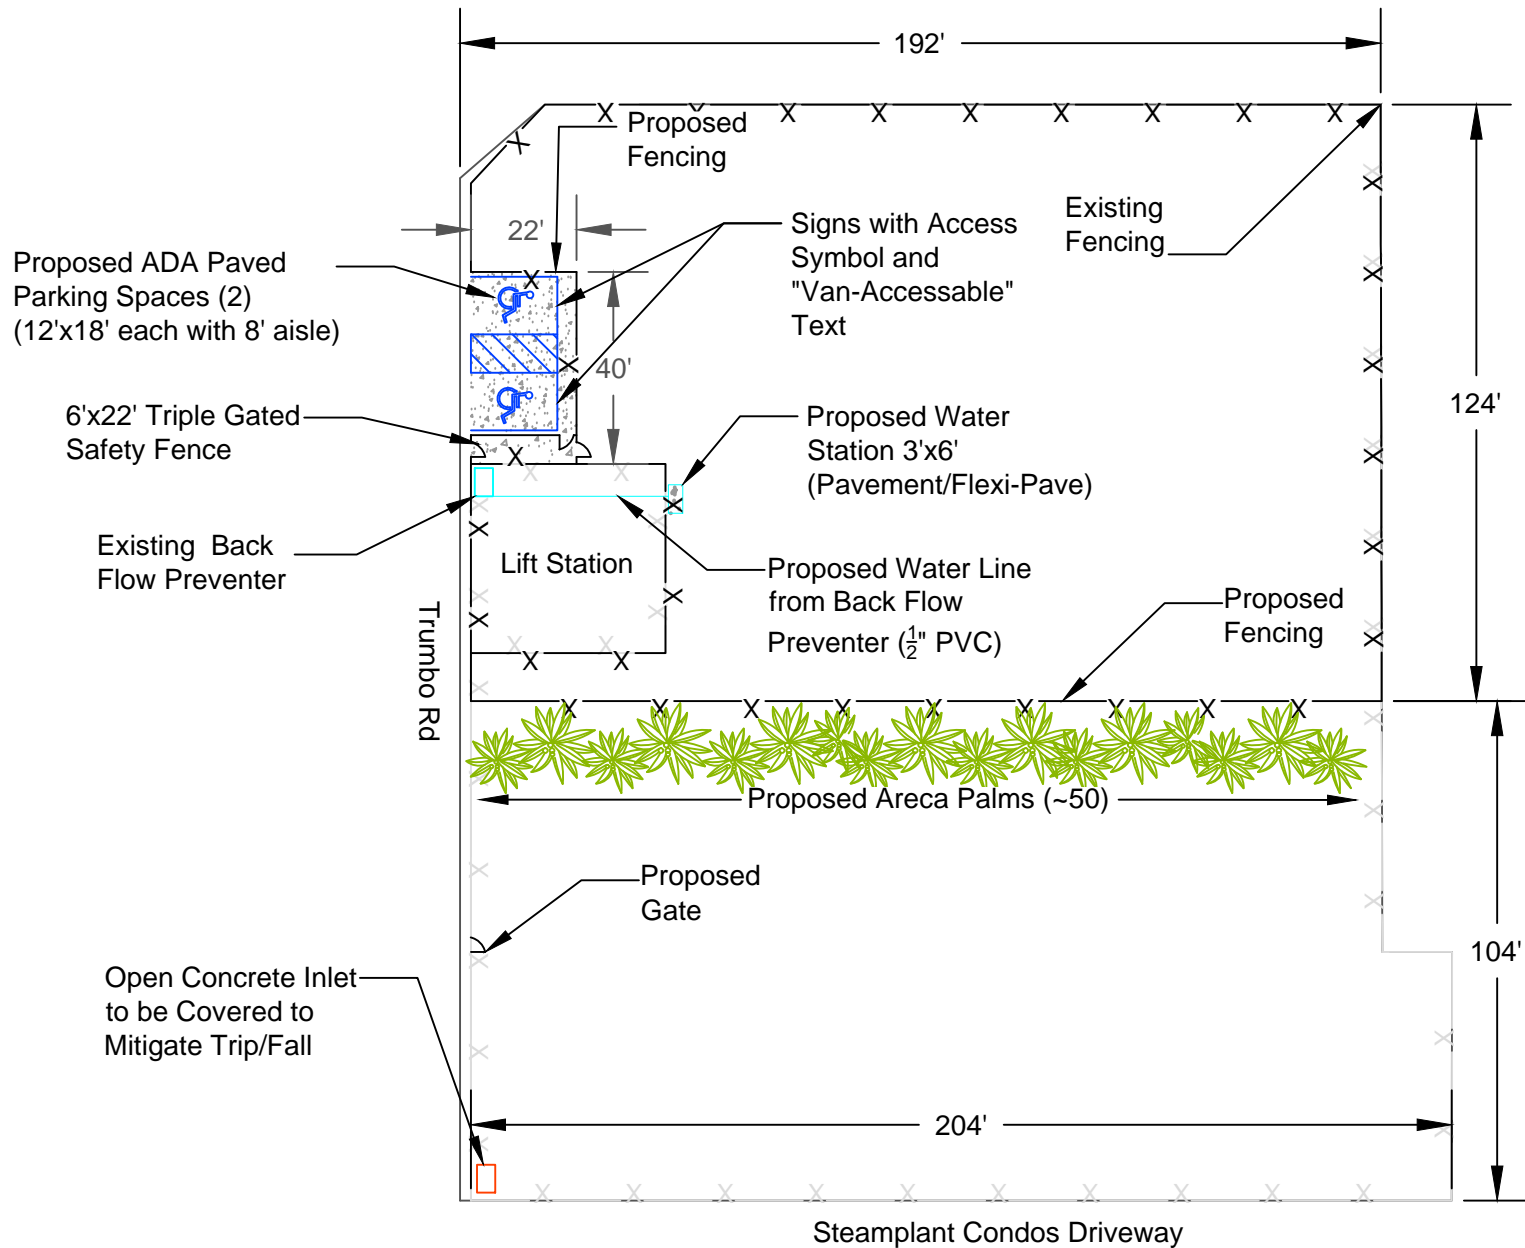 192'
Proposed
Fencing
22'
Signs with Access
Symbol and
"Van-Accessable"
Text
Existing
Fencing
Proposed ADA Paved
Parking Spaces (2)
(12'x18' each with 8' aisle)
40'
124'
6'x22' Triple Gated
Safety Fence
Proposed Water
Station 3'x6'
(Pavement/Flexi-Pave)
Existing Back
Flow Preventer
Lift Station
Proposed Water Line
from Back Flow
Preventer (½" PVC)
Proposed
Fencing
Trumbo Rd
Proposed Areca Palms (~50)
Proposed
Gate
104'
Open Concrete Inlet
to be Covered to
Mitigate Trip/Fall
204'
Steamplant Condos Driveway